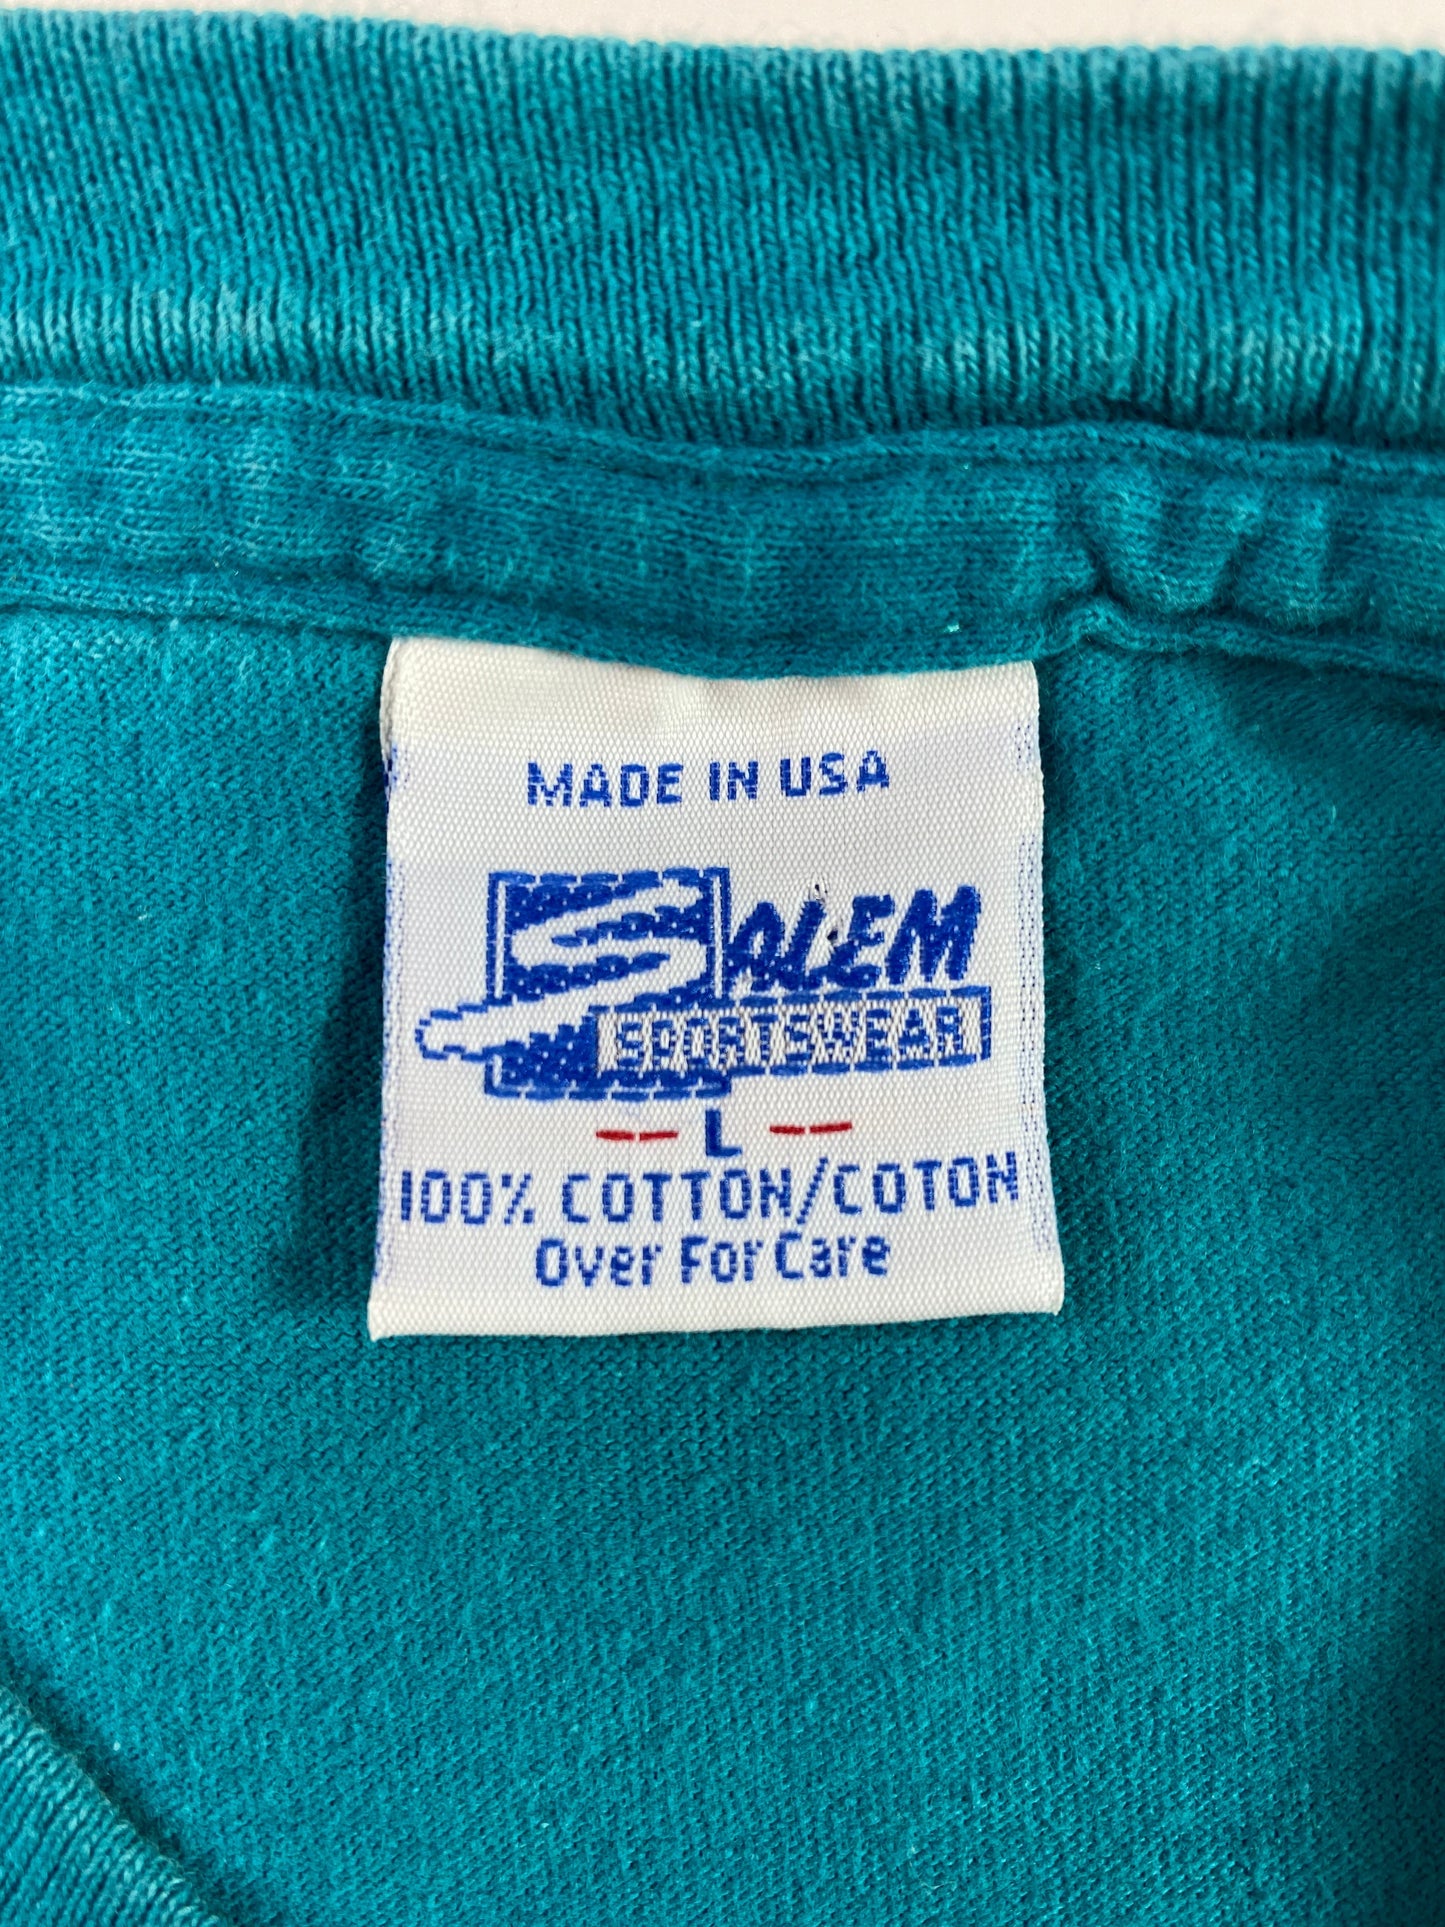 MADE IN USA
SALEM
SPORTSWEAR
-- L --
100% COTTON/COTON
Over For Care